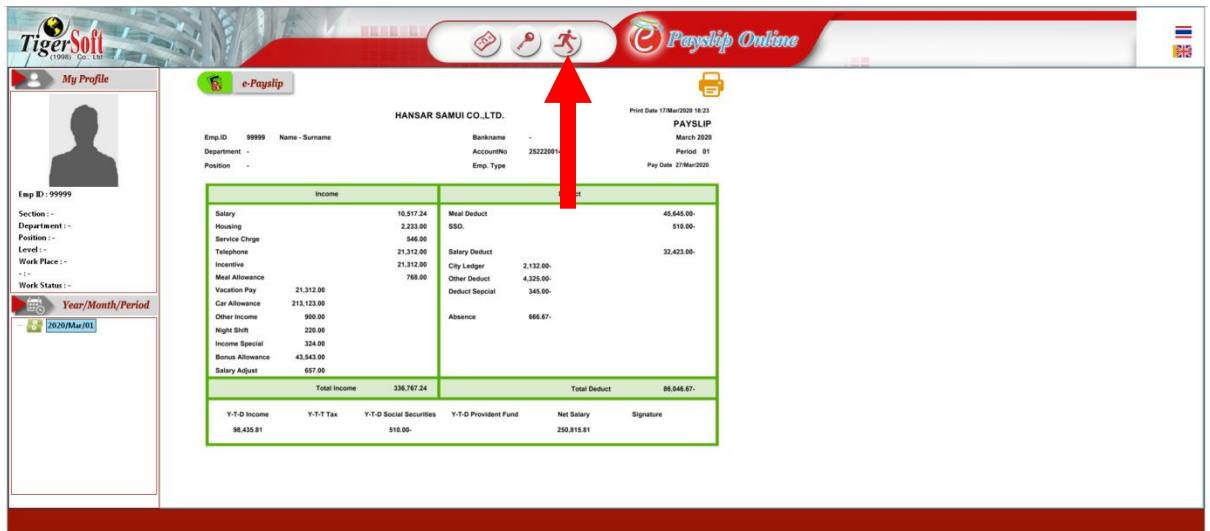 TigerSoft
(1998) Co., Ltd
Payslip Online
My Profile
Emp ID : 99999
Section : -
Department : -
Position : -
Level : -
Work Place : -
- : -
Work Status : -
Year/Month/Period
2020/Mar/01
e-Payslip
HANSAR SAMUI CO.,LTD.
Print Date 17/Mar/2020 18:23
PAYSLIP
Emp.ID 99999 Name - Surname Bankname - March 2020
Department - AccountNo Period 01
Position - Emp. Type Pay Date 27/Mar/2020
Income
Salary 10,517.24 Meal Deduct 45,645.00-
Housing 2,233.00 SSO. 510.00-
Service Chrge 546.00
Telephone 21,312.00 Salary Deduct 32,423.00-
Incentive 21,312.00 City Ledger 2,132.00-
Meal Allowance 768.00 Other Deduct 4,325.00-
Vacation Pay 21,312.00 Deduct Sepcial 345.00-
Car Allowance 213,123.00
Other Income 900.00 Absence 666.67-
Night Shift 220.00
Income Special 324.00
Bonus Allowance 43,543.00
Salary Adjust 657.00
Total Income 336,767.24 Total Deduct 86,046.67-
Y-T-D Income Y-T-T Tax Y-T-D Social Securities Y-T-D Provident Fund Net Salary Signature
98,435.81 510.00- 250,815.81